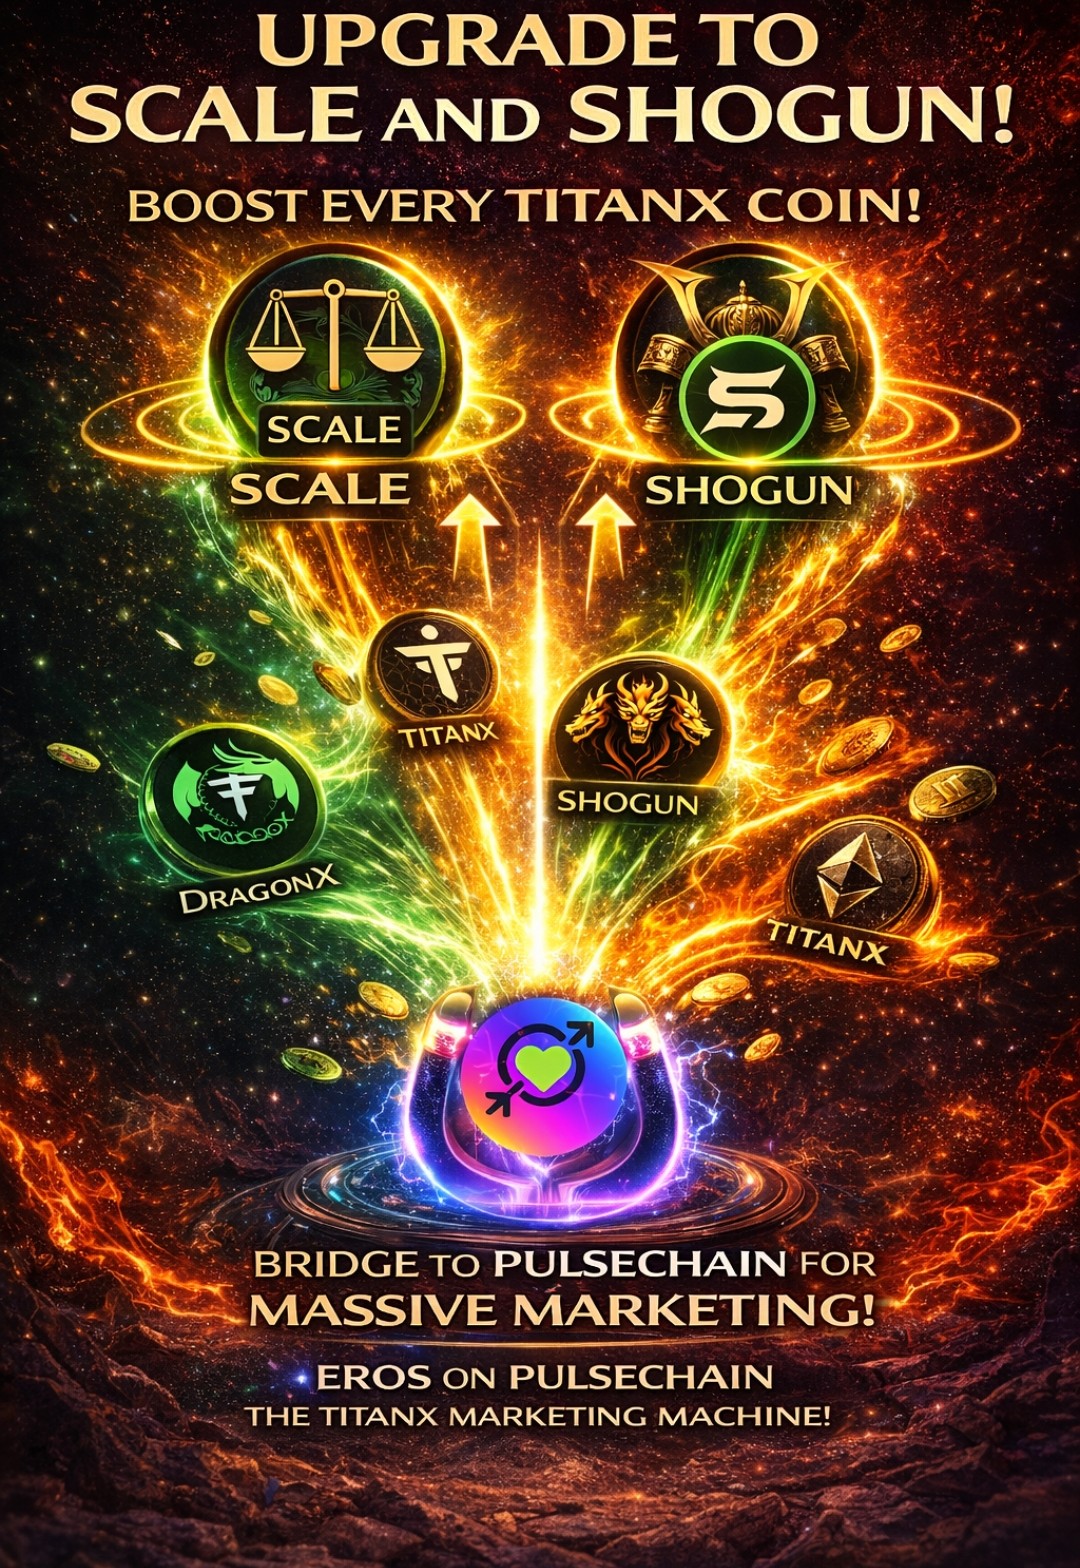 UPGRADE TO
SCALE AND SHOGUN!
BOOST EVERY TITANX COIN!
SCALE
SCALE
S
SHOGUN
TITANX
SHOGUN
DRAGONX
TITANX
BRIDGE TO PULSECHAIN FOR
MASSIVE MARKETING!
EROS ON PULSECHAIN
THE TITANX MARKETING MACHINE!